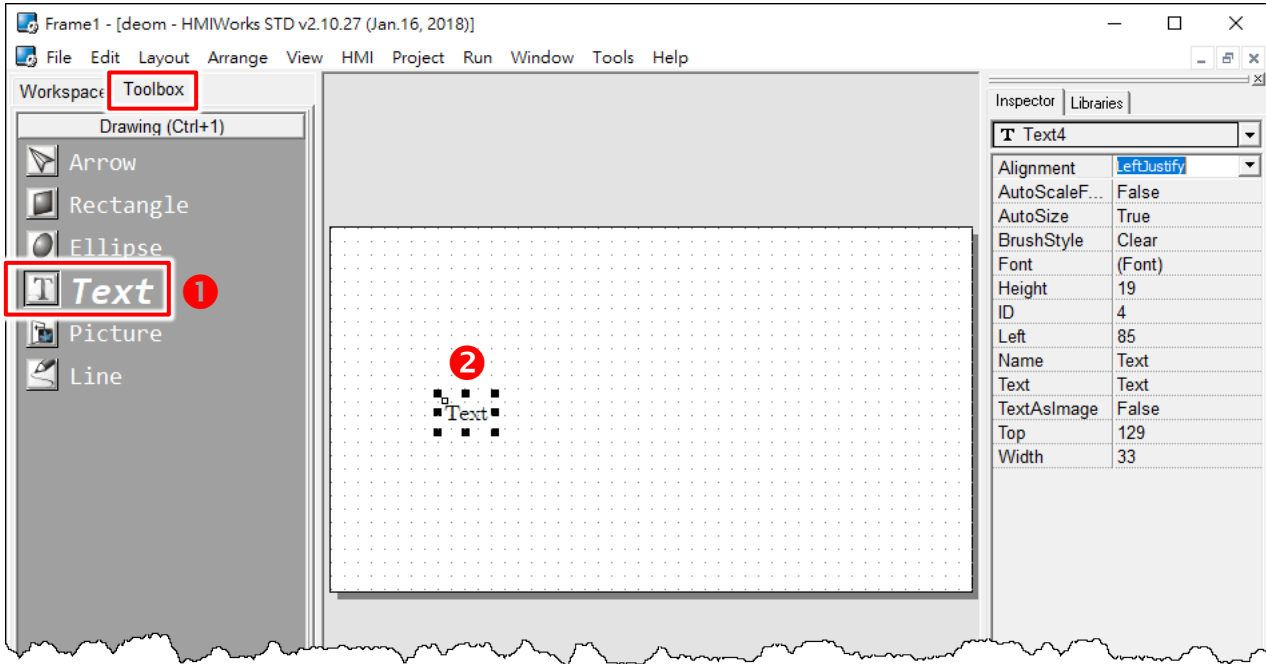 Frame1 - [deom - HMIWorks STD v2.10.27 (Jan.16, 2018)]
File Edit Layout Arrange View HMI Project Run Window Tools Help
Workspace Toolbox
Drawing (Ctrl+1)
Arrow
Rectangle
Ellipse
Text 1
Picture
Line
2
Text
Inspector Libraries
T Text4
Alignment LeftJustify
AutoScaleF... False
AutoSize True
BrushStyle Clear
Font (Font)
Height 19
ID 4
Left 85
Name Text
Text Text
TextAsImage False
Top 129
Width 33